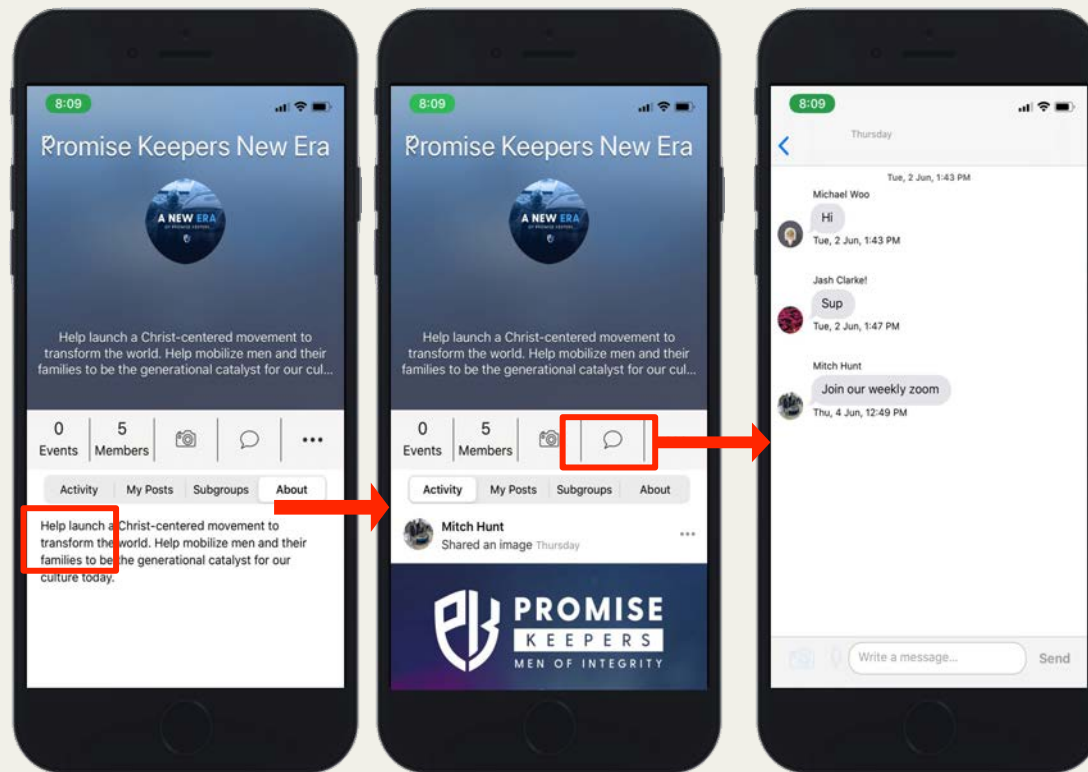 8:09
Promise Keepers New Era
A NEW ERA
Help launch a Christ-centered movement to
transform the world. Help mobilize men and their
families to be the generational catalyst for our cul...
0
Events
5
Members
Activity
My Posts
Subgroups
About
Help launch a Christ-centered movement to
transform the world. Help mobilize men and their
families to be the generational catalyst for our
culture today.
8:09
Promise Keepers New Era
A NEW ERA
Help launch a Christ-centered movement to
transform the world. Help mobilize men and their
families to be the generational catalyst for our cul...
0
Events
5
Members
Activity
My Posts
Subgroups
About
Mitch Hunt
Shared an image Thursday
PROMISE
KEEPERS
MEN OF INTEGRITY
8:09
Thursday
Tue, 2 Jun, 1:43 PM
Michael Woo
Hi
Tue, 2 Jun, 1:43 PM
Jash Clarke!
Sup
Tue, 2 Jun, 1:47 PM
Mitch Hunt
Join our weekly zoom
Thu, 4 Jun, 12:49 PM
Write a message...
Send